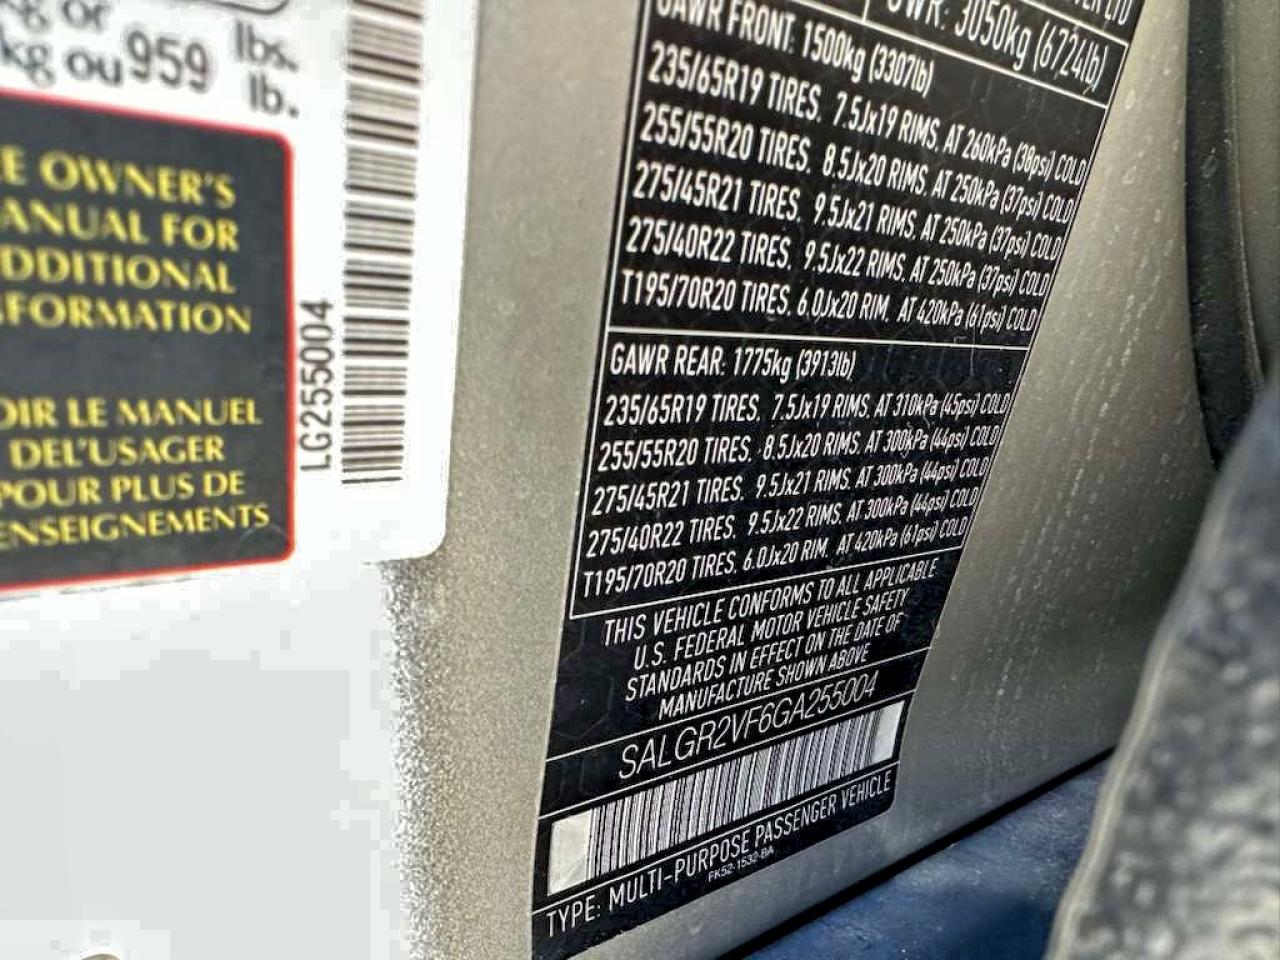 kg or lbs.
kg ou 959 lb.
E OWNER'S
ANUAL FOR
DDITIONAL
FORMATION
OIR LE MANUEL
DEL'USAGER
POUR PLUS DE
ENSEIGNEMENTS
LG255004
LTD
GVWR: 3050kg (6724lb)
GAWR FRONT: 1500kg (3307lb)
235/65R19 TIRES, 7.5Jx19 RIMS, AT 260kPa (38psi) COLD
255/55R20 TIRES, 8.5Jx20 RIMS, AT 250kPa (37psi) COLD
275/45R21 TIRES, 9.5Jx21 RIMS, AT 250kPa (37psi) COLD
275/40R22 TIRES, 9.5Jx22 RIMS, AT 250kPa (37psi) COLD
T195/70R20 TIRES, 6.0Jx20 RIM, AT 420kPa (61psi) COLD
GAWR REAR: 1775kg (3913lb)
235/65R19 TIRES, 7.5Jx19 RIMS, AT 310kPa (45psi) COLD
255/55R20 TIRES, 8.5Jx20 RIMS, AT 300kPa (44psi) COLD
275/45R21 TIRES, 9.5Jx21 RIMS, AT 300kPa (44psi) COLD
275/40R22 TIRES, 9.5Jx22 RIMS, AT 300kPa (44psi) COLD
T195/70R20 TIRES, 6.0Jx20 RIM, AT 420kPa (61psi) COLD
THIS VEHICLE CONFORMS TO ALL APPLICABLE
U.S. FEDERAL MOTOR VEHICLE SAFETY
STANDARDS IN EFFECT ON THE DATE OF
MANUFACTURE SHOWN ABOVE
SALGR2VF6GA255004
TYPE: MULTI-PURPOSE PASSENGER VEHICLE
FK52-1532-BA